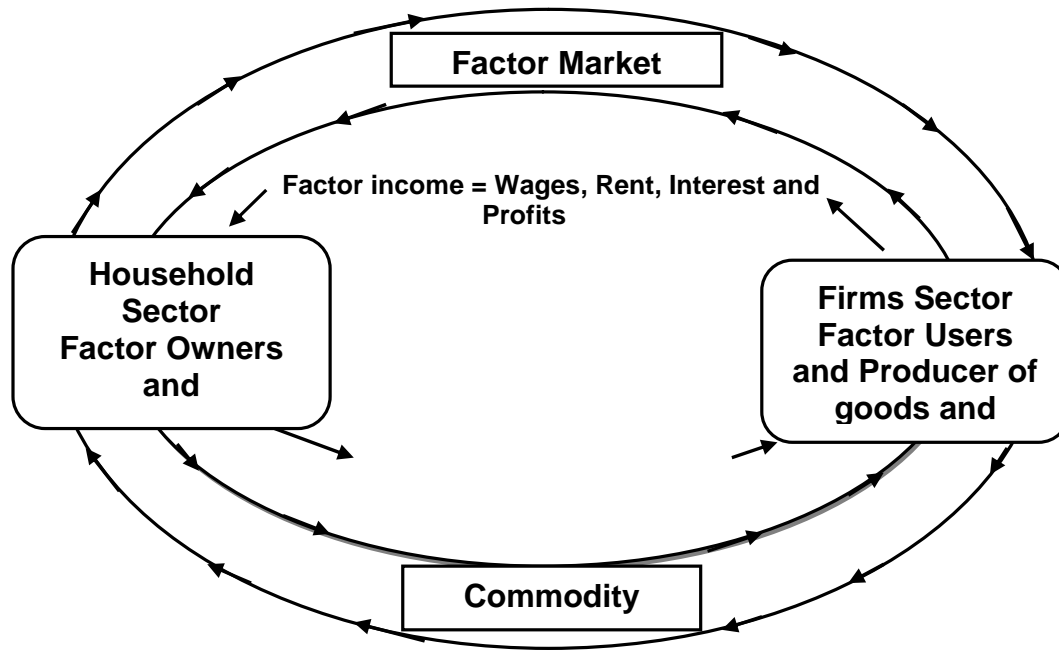 Factor Market
Factor income = Wages, Rent, Interest and
Profits
Household
Sector
Factor Owners
and
Firms Sector
Factor Users
and Producer of
goods and
Commodity